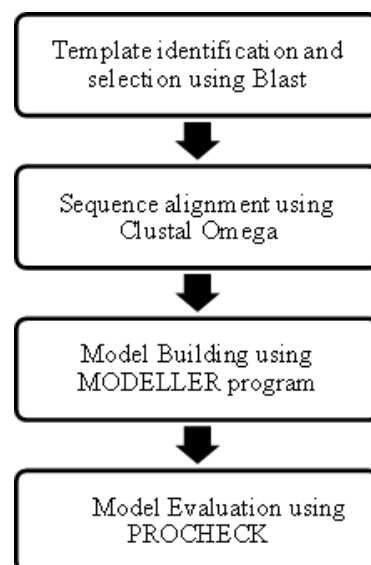 Template identification and
selection using Blast
Sequence alignment using
Clustal Omega
Model Building using
MODELLER program
Model Evaluation using
PROCHECK